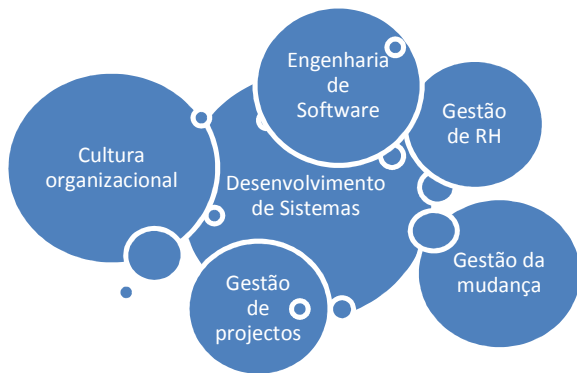 Engenharia
de
Software
Gestão
de RH
Cultura
organizacional
Desenvolvimento
de Sistemas
Gestão
de
projectos
Gestão da
mudança